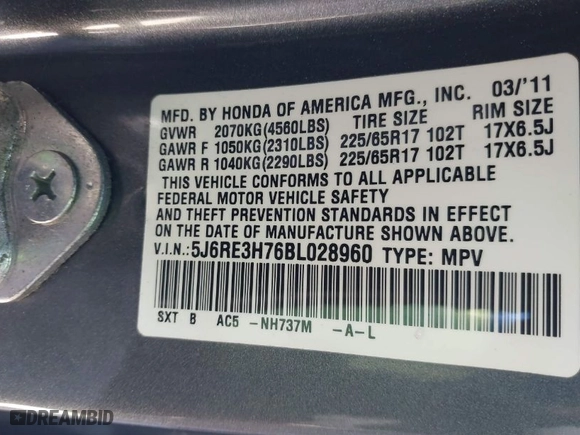 MFD. BY HONDA OF AMERICA MFG., INC. 03/'11
GVWR 2070KG(4560LBS) TIRE SIZE RIM SIZE
GAWR F 1050KG(2310LBS) 225/65R17 102T 17X6.5J
GAWR R 1040KG(2290LBS) 225/65R17 102T 17X6.5J
THIS VEHICLE CONFORMS TO ALL APPLICABLE
FEDERAL MOTOR VEHICLE SAFETY
AND THEFT PREVENTION STANDARDS IN EFFECT
ON THE DATE OF MANUFACTURE SHOWN ABOVE.
V.I.N.:5J6RE3H76BL028960 TYPE: MPV
SXT B AC5 -NH737M -A-L
DREAMBID